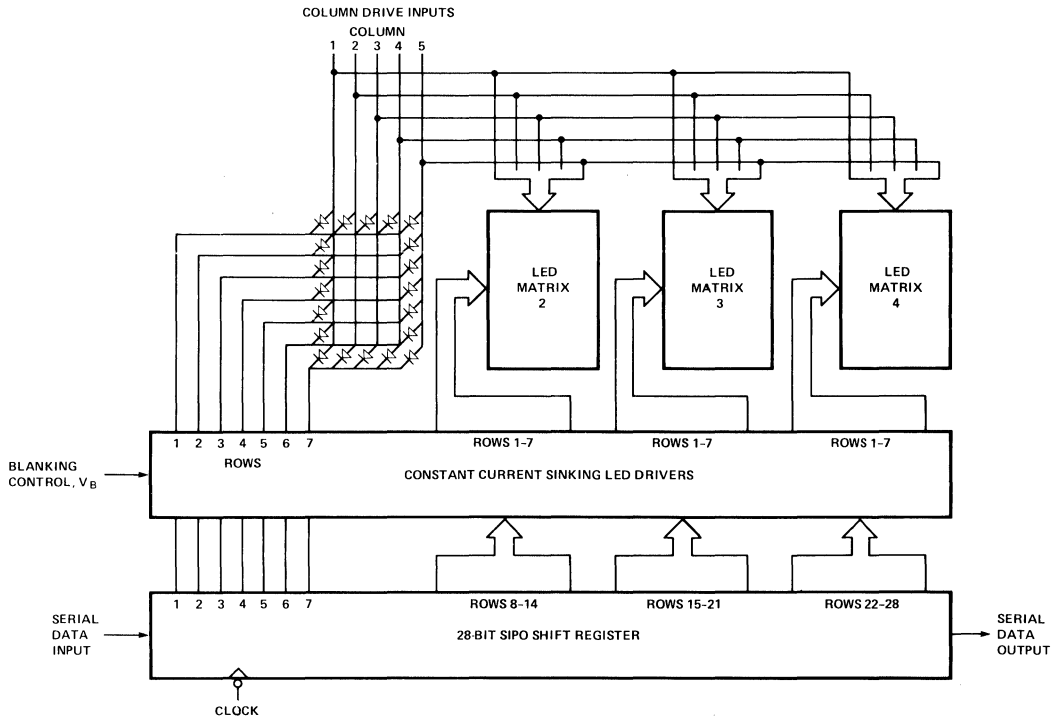 COLUMN DRIVE INPUTS
COLUMN
1 2 3 4 5
LED
MATRIX
2
LED
MATRIX
3
LED
MATRIX
4
1 2 3 4 5 6 7
ROWS
ROWS 1-7
ROWS 1-7
ROWS 1-7
BLANKING
CONTROL, VB
CONSTANT CURRENT SINKING LED DRIVERS
1 2 3 4 5 6 7
ROWS 8-14
ROWS 15-21
ROWS 22-28
SERIAL
DATA
INPUT
28-BIT SIPO SHIFT REGISTER
SERIAL
DATA
OUTPUT
CLOCK